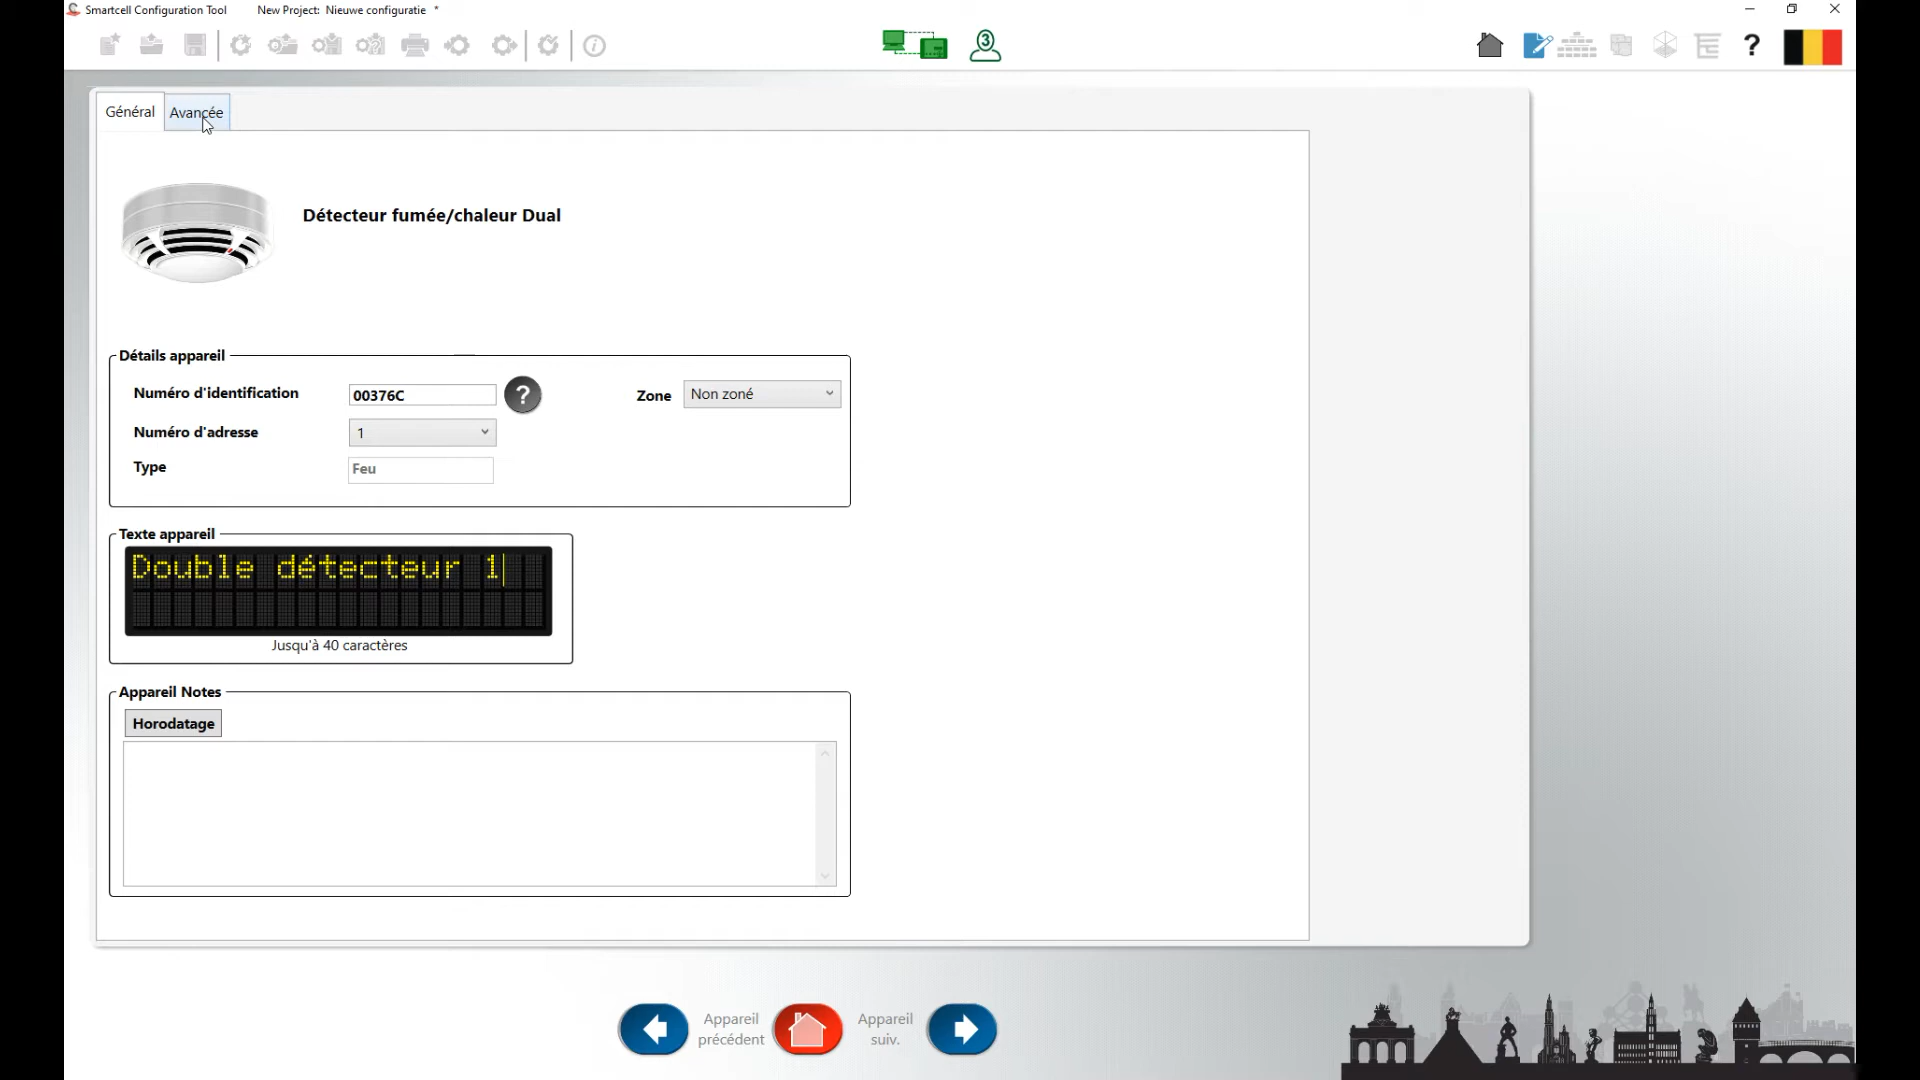 Smartcell Configuration Tool New Project: Nieuwe configuratie *
3
?
Général Avancée
Détecteur fumée/chaleur Dual
Détails appareil
Numéro d'identification 00376C ? Zone Non zoné
Numéro d'adresse 1
Type Feu
Texte appareil
Double détecteur 1
Jusqu'à 40 caractères
Appareil Notes
Horodatage
Appareil précédent
Appareil suiv.